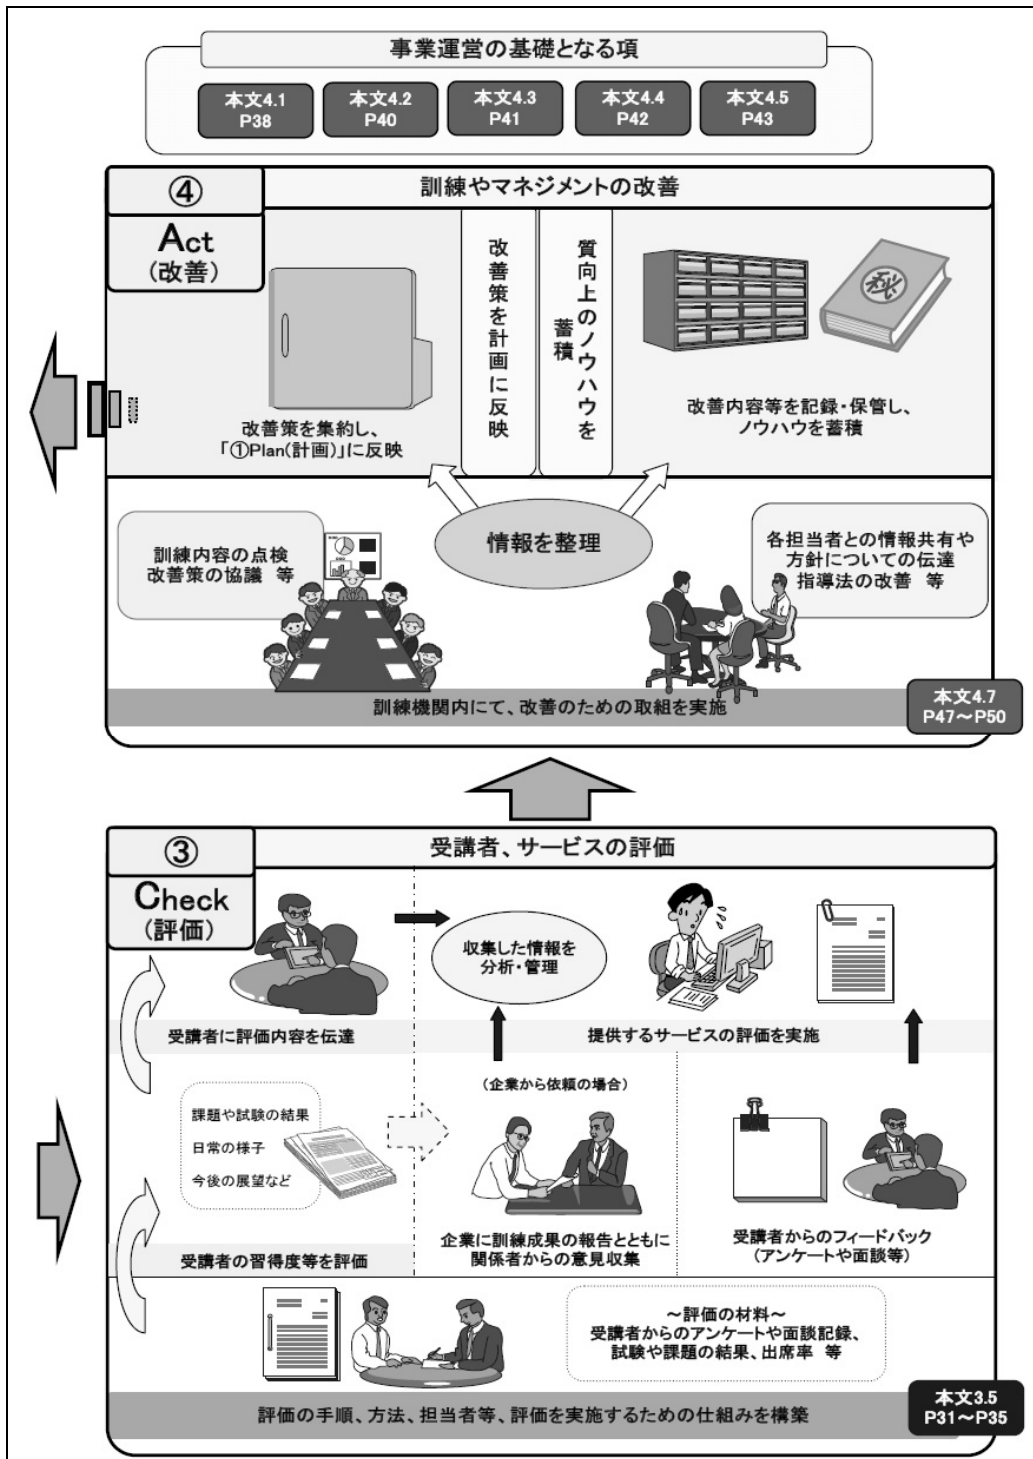 事業運営の基礎となる項
本文4.1
P38
本文4.2
P40
本文4.3
P41
本文4.4
P42
本文4.5
P43
④
訓練やマネジメントの改善
Act
(改善)
改善策を計画に反映
質向上のノウハウを
蓄積
秘
改善策を集約し、
「①Plan(計画)」に反映
改善内容等を記録・保管し、
ノウハウを蓄積
情報を整理
訓練内容の点検
改善策の協議 等
各担当者との情報共有や
方針についての伝達
指導法の改善 等
訓練機関内にて、改善のための取組を実施
本文4.7
P47～P50
③
受講者、サービスの評価
Check
(評価)
収集した情報を
分析・管理
受講者に評価内容を伝達
提供するサービスの評価を実施
(企業から依頼の場合)
課題や試験の結果
日常の様子
今後の展望など
受講者の習得度等を評価
企業に訓練成果の報告とともに
関係者からの意見収集
受講者からのフィードバック
(アンケートや面談等)
～評価の材料～
受講者からのアンケートや面談記録、
試験や課題の結果、出席率 等
評価の手順、方法、担当者等、評価を実施するための仕組みを構築
本文3.5
P31～P35